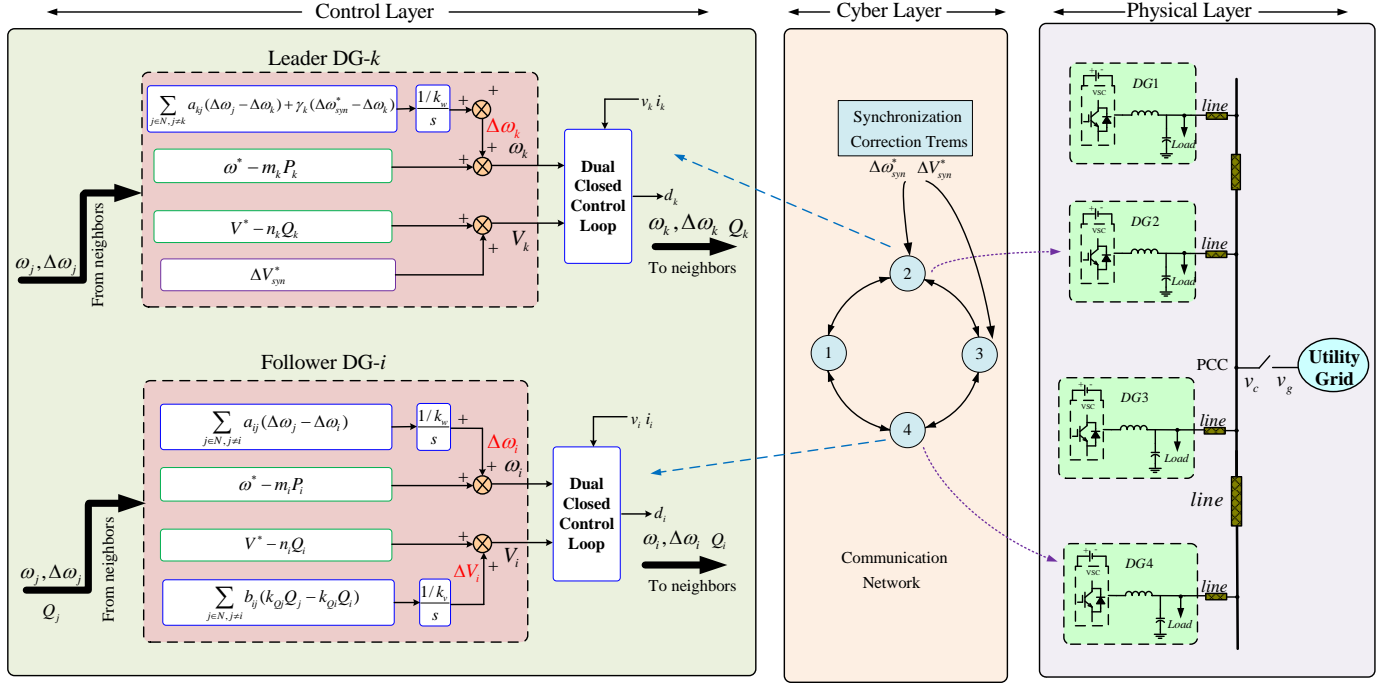 Control Layer
Leader DG-k
∑ j∈N, j≠k a_kj(Δω_j − Δω_k) + γ_k(Δω*_syn − Δω_k)
1/k_w
s
+
+
Δω_k
+
ω* − m_k P_k
+
ω_k
V* − n_k Q_k
+
V_k
+
ΔV*_syn
v_k i_k
Dual
Closed
Control
Loop
d_k
ω_k, Δω_k Q_k
To neighbors
ω_j, Δω_j
From neighbors
Follower DG-i
∑ j∈N, j≠i a_ij(Δω_j − Δω_i)
1/k_w
s
+
Δω_i
+
ω* − m_i P_i
+
ω_i
V* − n_i Q_i
+
V_i
ΔV_i
+
∑ j∈N, j≠i b_ij(k_Qj Q_j − k_Qi Q_i)
1/k_v
s
v_i i_i
Dual
Closed
Control
Loop
d_i
ω_i, Δω_i Q_i
To neighbors
ω_j, Δω_j
Q_j
From neighbors
Cyber Layer
Synchronization
Correction Trems
Δω*_syn ΔV*_syn
2
1
3
4
Communication
Network
Physical Layer
+ -
VSC
DG1
Load
line
+ -
VSC
DG2
Load
line
PCC
v_c
v_g
Utility
Grid
+ -
VSC
DG3
Load
line
line
+ -
VSC
DG4
Load
line